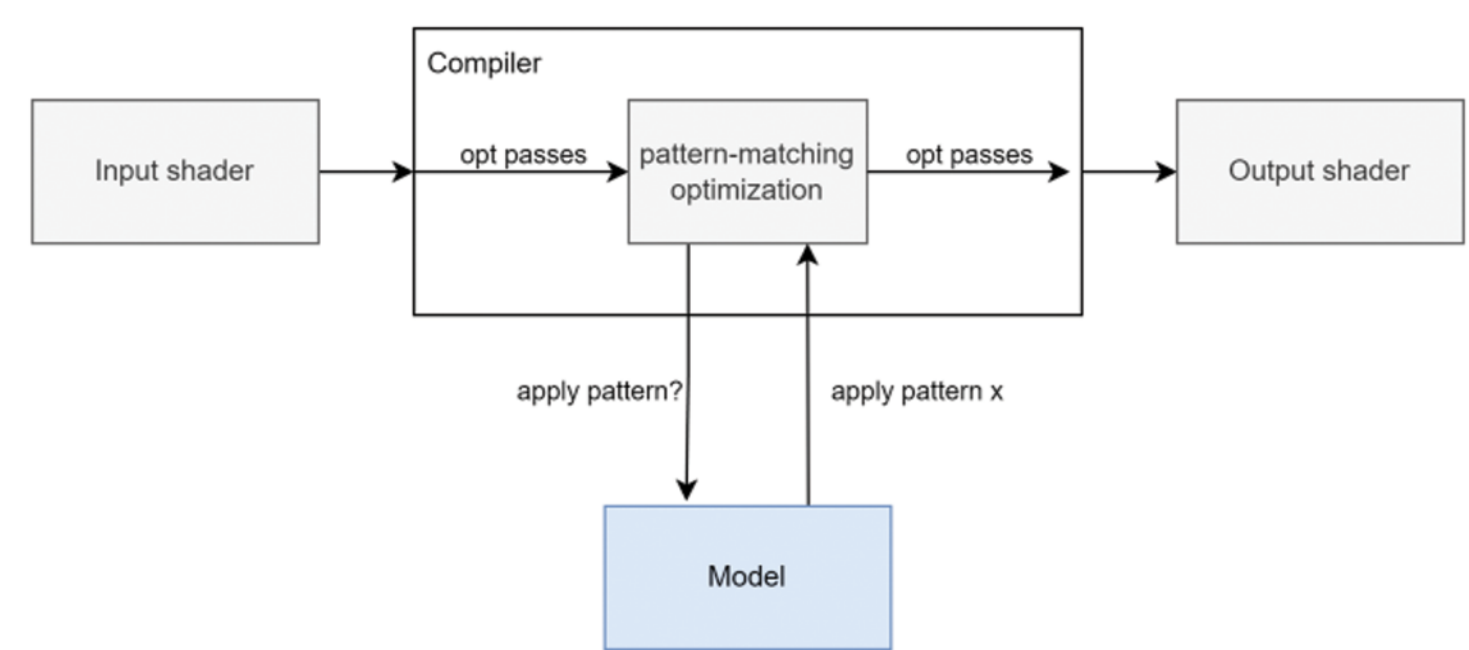 Compiler
Input shader
opt passes
pattern-matching
optimization
opt passes
Output shader
apply pattern?
apply pattern x
Model